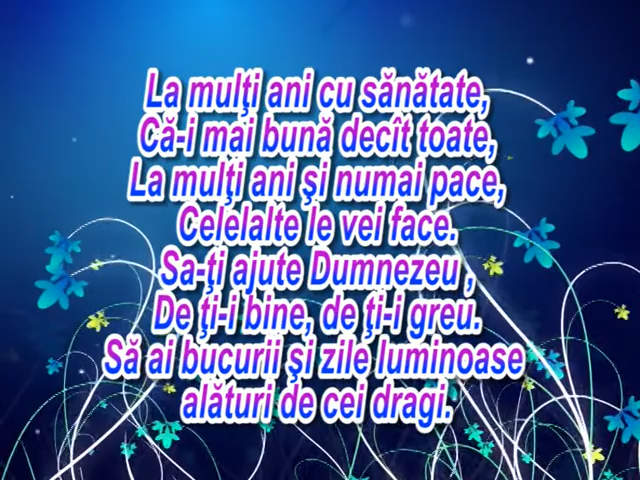 La mulţi ani cu sănătate,
Că-i mai bună decît toate,
La mulţi ani şi numai pace,
Celelalte le vei face.
Sa-ţi ajute Dumnezeu ,
De ţi-i bine, de ţi-i greu.
Să ai bucurii şi zile luminoase
alături de cei dragi.